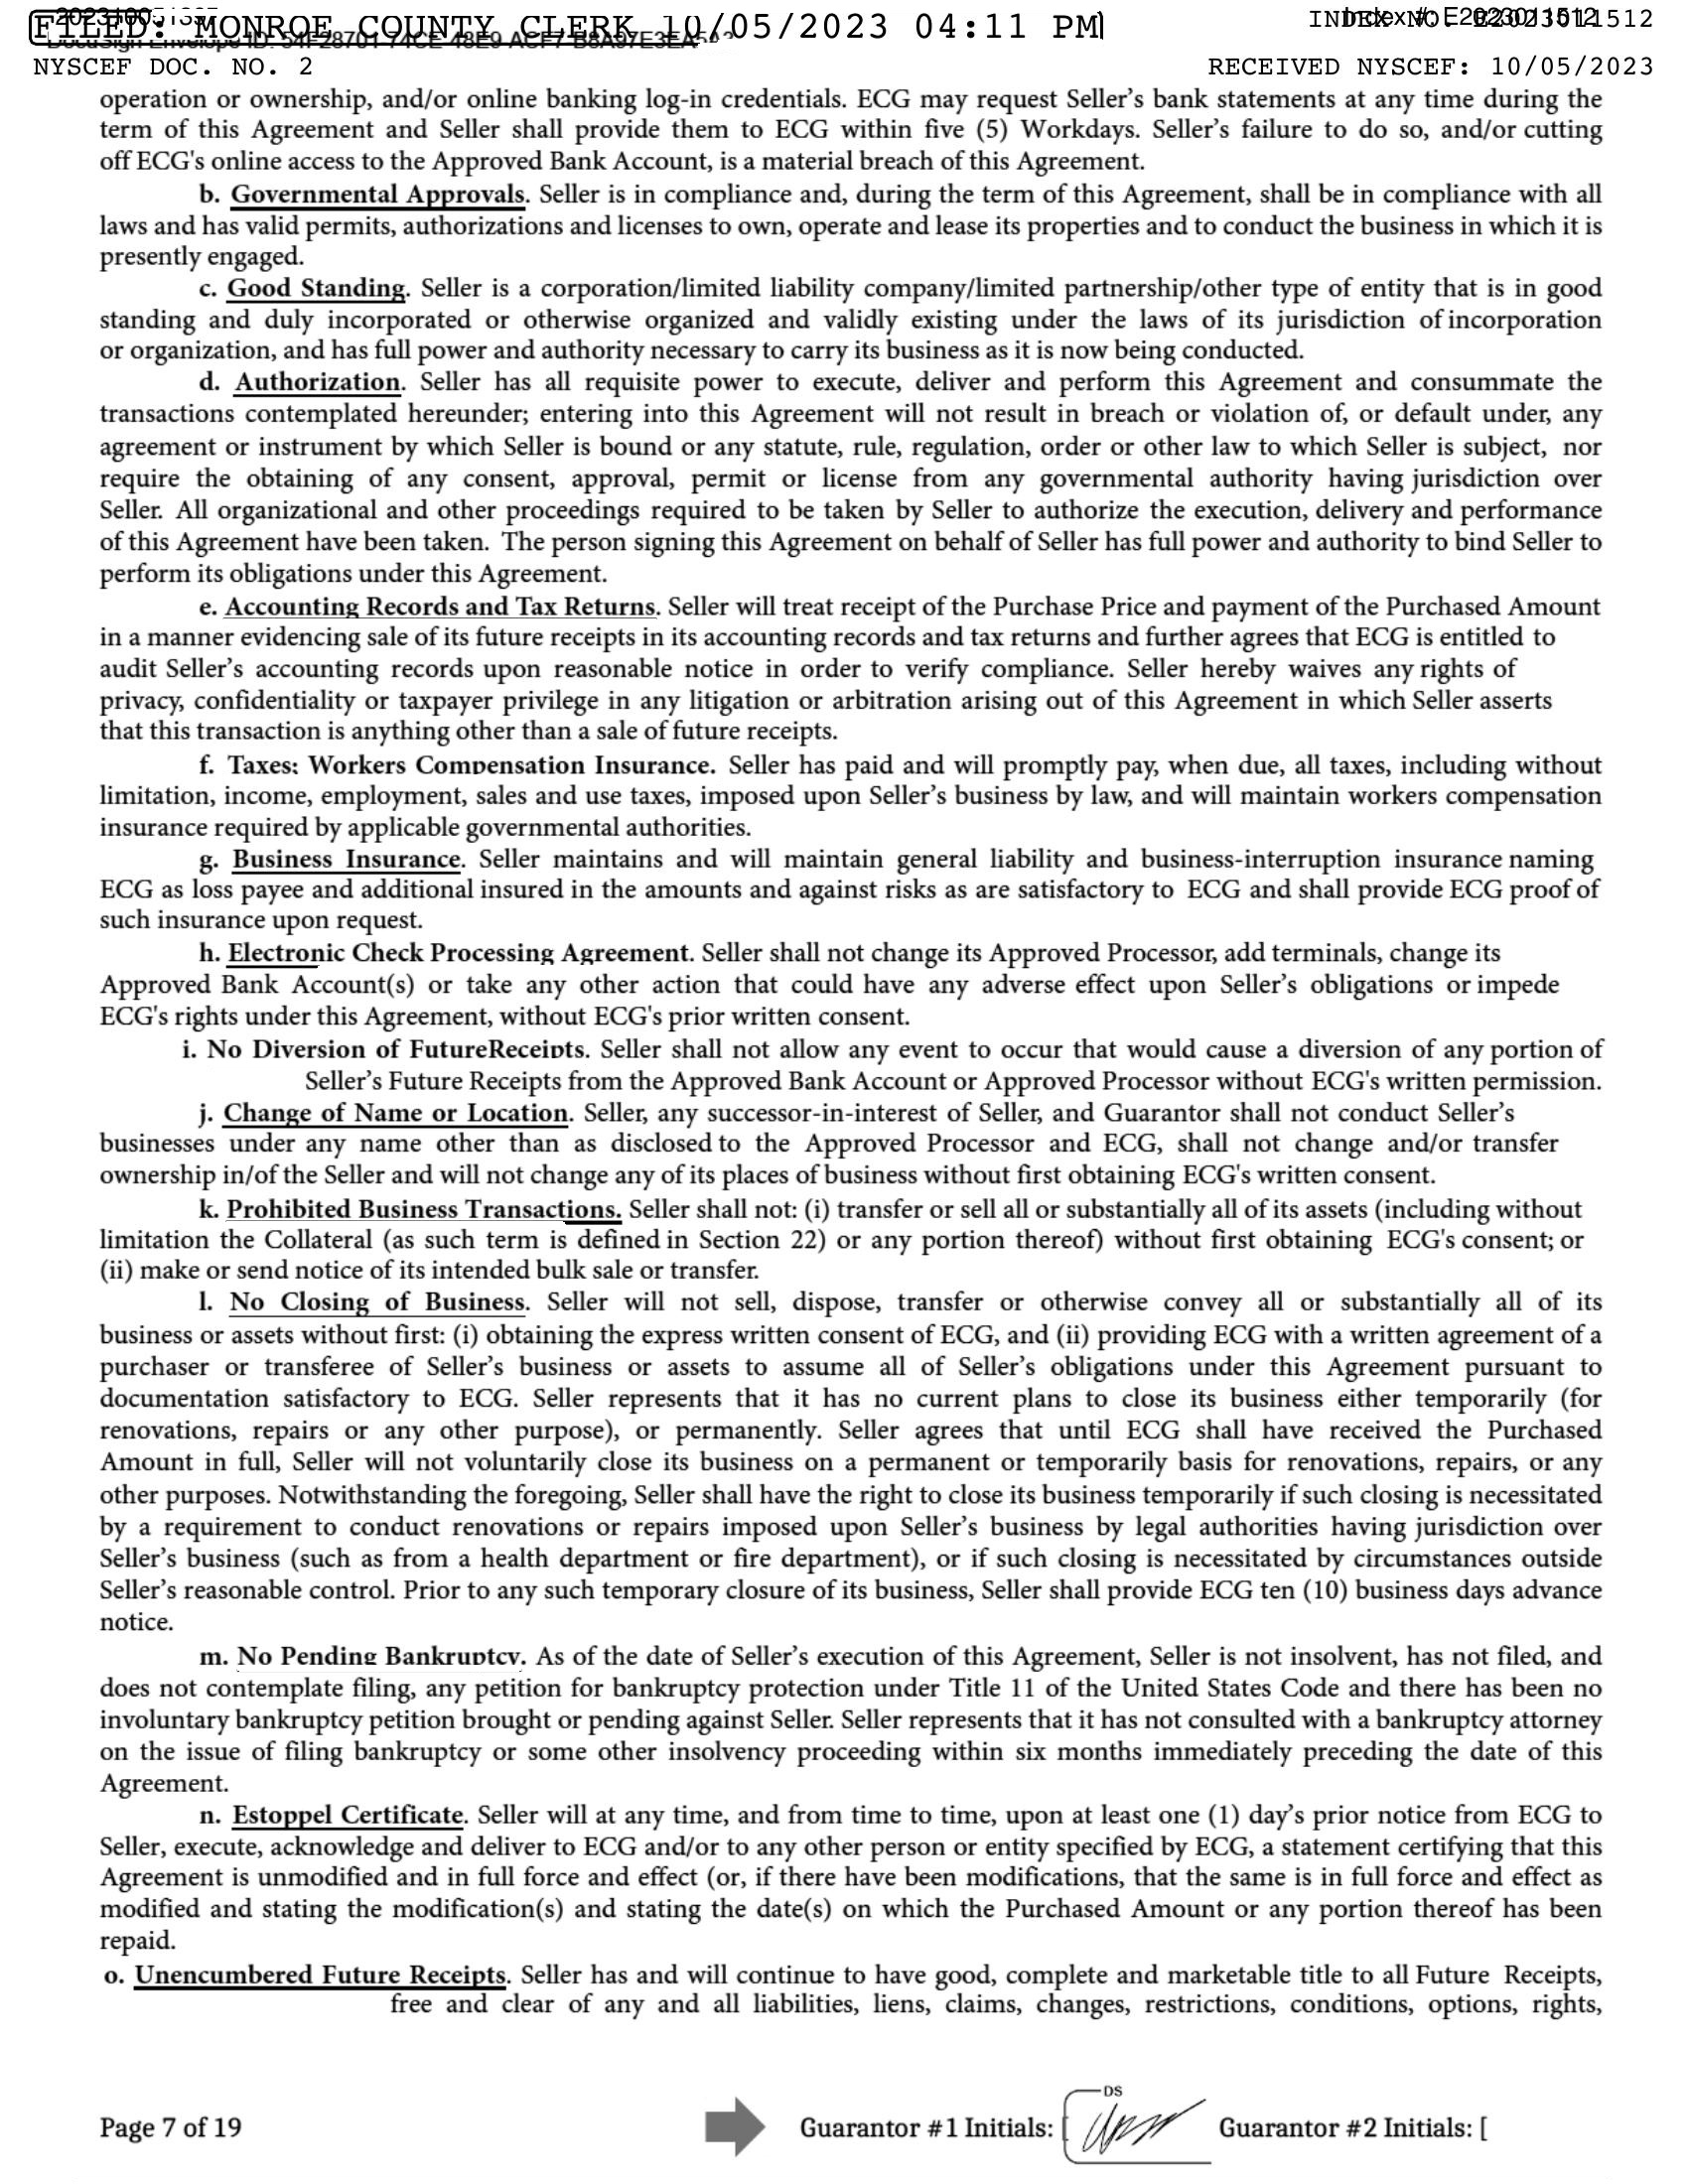 FILED: MONROE COUNTY CLERK 10/05/2023 04:11 PM
INDEX NO. E2023011512
NYSCEF DOC. NO. 2
RECEIVED NYSCEF: 10/05/2023
operation or ownership, and/or online banking log-in credentials. ECG may request Seller’s bank statements at any time during the
term of this Agreement and Seller shall provide them to ECG within five (5) Workdays. Seller’s failure to do so, and/or cutting
off ECG's online access to the Approved Bank Account, is a material breach of this Agreement.
b. Governmental Approvals. Seller is in compliance and, during the term of this Agreement, shall be in compliance with all
laws and has valid permits, authorizations and licenses to own, operate and lease its properties and to conduct the business in which it is
presently engaged.
c. Good Standing. Seller is a corporation/limited liability company/limited partnership/other type of entity that is in good
standing and duly incorporated or otherwise organized and validly existing under the laws of its jurisdiction of incorporation
or organization, and has full power and authority necessary to carry its business as it is now being conducted.
d. Authorization. Seller has all requisite power to execute, deliver and perform this Agreement and consummate the
transactions contemplated hereunder; entering into this Agreement will not result in breach or violation of, or default under, any
agreement or instrument by which Seller is bound or any statute, rule, regulation, order or other law to which Seller is subject, nor
require the obtaining of any consent, approval, permit or license from any governmental authority having jurisdiction over
Seller. All organizational and other proceedings required to be taken by Seller to authorize the execution, delivery and performance
of this Agreement have been taken. The person signing this Agreement on behalf of Seller has full power and authority to bind Seller to
perform its obligations under this Agreement.
e. Accounting Records and Tax Returns. Seller will treat receipt of the Purchase Price and payment of the Purchased Amount
in a manner evidencing sale of its future receipts in its accounting records and tax returns and further agrees that ECG is entitled to
audit Seller’s accounting records upon reasonable notice in order to verify compliance. Seller hereby waives any rights of
privacy, confidentiality or taxpayer privilege in any litigation or arbitration arising out of this Agreement in which Seller asserts
that this transaction is anything other than a sale of future receipts.
f. Taxes; Workers Compensation Insurance. Seller has paid and will promptly pay, when due, all taxes, including without
limitation, income, employment, sales and use taxes, imposed upon Seller’s business by law, and will maintain workers compensation
insurance required by applicable governmental authorities.
g. Business Insurance. Seller maintains and will maintain general liability and business-interruption insurance naming
ECG as loss payee and additional insured in the amounts and against risks as are satisfactory to ECG and shall provide ECG proof of
such insurance upon request.
h. Electronic Check Processing Agreement. Seller shall not change its Approved Processor, add terminals, change its
Approved Bank Account(s) or take any other action that could have any adverse effect upon Seller’s obligations or impede
ECG's rights under this Agreement, without ECG's prior written consent.
i. No Diversion of FutureReceipts. Seller shall not allow any event to occur that would cause a diversion of any portion of
Seller’s Future Receipts from the Approved Bank Account or Approved Processor without ECG's written permission.
j. Change of Name or Location. Seller, any successor-in-interest of Seller, and Guarantor shall not conduct Seller’s
businesses under any name other than as disclosed to the Approved Processor and ECG, shall not change and/or transfer
ownership in/of the Seller and will not change any of its places of business without first obtaining ECG's written consent.
k. Prohibited Business Transactions. Seller shall not: (i) transfer or sell all or substantially all of its assets (including without
limitation the Collateral (as such term is defined in Section 22) or any portion thereof) without first obtaining ECG's consent; or
(ii) make or send notice of its intended bulk sale or transfer.
l. No Closing of Business. Seller will not sell, dispose, transfer or otherwise convey all or substantially all of its
business or assets without first: (i) obtaining the express written consent of ECG, and (ii) providing ECG with a written agreement of a
purchaser or transferee of Seller’s business or assets to assume all of Seller’s obligations under this Agreement pursuant to
documentation satisfactory to ECG. Seller represents that it has no current plans to close its business either temporarily (for
renovations, repairs or any other purpose), or permanently. Seller agrees that until ECG shall have received the Purchased
Amount in full, Seller will not voluntarily close its business on a permanent or temporarily basis for renovations, repairs, or any
other purposes. Notwithstanding the foregoing, Seller shall have the right to close its business temporarily if such closing is necessitated
by a requirement to conduct renovations or repairs imposed upon Seller’s business by legal authorities having jurisdiction over
Seller’s business (such as from a health department or fire department), or if such closing is necessitated by circumstances outside
Seller’s reasonable control. Prior to any such temporary closure of its business, Seller shall provide ECG ten (10) business days advance
notice.
m. No Pending Bankruptcy. As of the date of Seller’s execution of this Agreement, Seller is not insolvent, has not filed, and
does not contemplate filing, any petition for bankruptcy protection under Title 11 of the United States Code and there has been no
involuntary bankruptcy petition brought or pending against Seller. Seller represents that it has not consulted with a bankruptcy attorney
on the issue of filing bankruptcy or some other insolvency proceeding within six months immediately preceding the date of this
Agreement.
n. Estoppel Certificate. Seller will at any time, and from time to time, upon at least one (1) day’s prior notice from ECG to
Seller, execute, acknowledge and deliver to ECG and/or to any other person or entity specified by ECG, a statement certifying that this
Agreement is unmodified and in full force and effect (or, if there have been modifications, that the same is in full force and effect as
modified and stating the modification(s) and stating the date(s) on which the Purchased Amount or any portion thereof has been
repaid.
o. Unencumbered Future Receipts. Seller has and will continue to have good, complete and marketable title to all Future Receipts,
free and clear of any and all liabilities, liens, claims, changes, restrictions, conditions, options, rights,
DS
Page 7 of 19
Guarantor #1 Initials: [
Guarantor #2 Initials: [